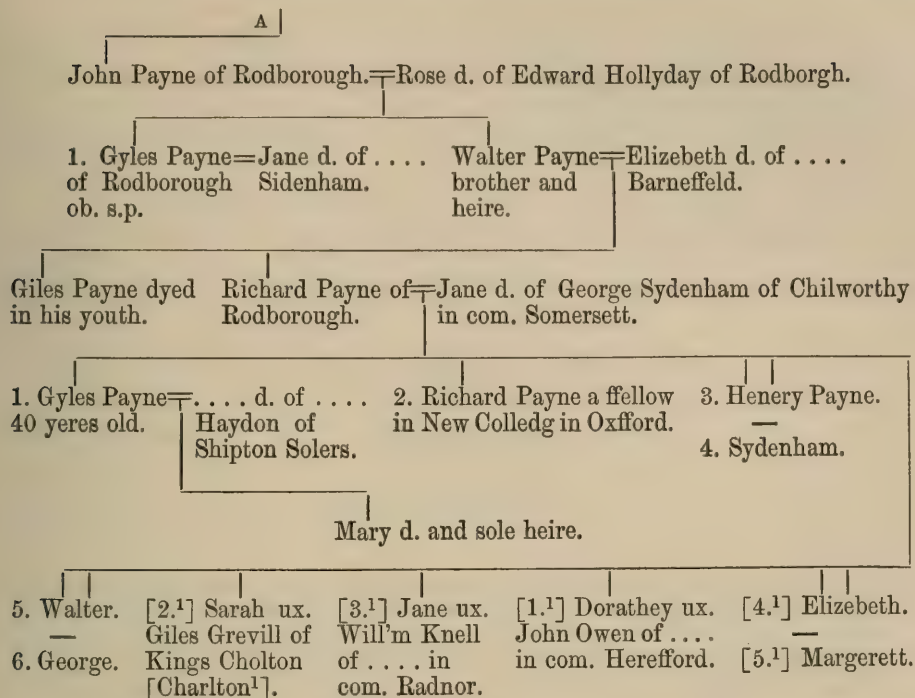 A
John Payne of Rodborough.=Rose d. of Edward Hollyday of Rodborgh.
1. Gyles Payne=Jane d. of . . . .
of Rodborough Sidenham.
ob. s.p.
Walter Payne=Elizebeth d. of . . . .
brother and Barneffeld.
heire.
Giles Payne dyed
in his youth.
Richard Payne of=Jane d. of George Sydenham of Chilworthy
Rodborough. in com. Somersett.
1. Gyles Payne=. . . . d. of . . . .
40 yeres old. Haydon of
Shipton Solers.
2. Richard Payne a ffellow
in New Colledg in Oxfford.
3. Henery Payne.
—
4. Sydenham.
Mary d. and sole heire.
5. Walter.
—
6. George.
[2.¹] Sarah ux.
Giles Grevill of
Kings Cholton
[Charlton¹].
[3.¹] Jane ux.
Will'm Knell
of . . . . in
com. Radnor.
[1.¹] Dorathey ux.
John Owen of . . . .
in com. Herefford.
[4.¹] Elizebeth.
—
[5.¹] Margerett.